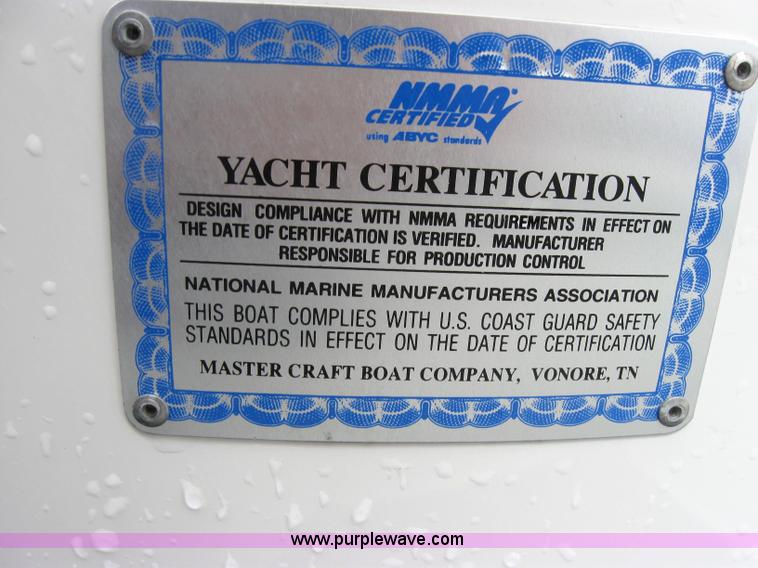 NMMA
CERTIFIED
using ABYC standards
YACHT CERTIFICATION
DESIGN COMPLIANCE WITH NMMA REQUIREMENTS IN EFFECT ON
THE DATE OF CERTIFICATION IS VERIFIED. MANUFACTURER
RESPONSIBLE FOR PRODUCTION CONTROL
NATIONAL MARINE MANUFACTURERS ASSOCIATION
THIS BOAT COMPLIES WITH U.S. COAST GUARD SAFETY
STANDARDS IN EFFECT ON THE DATE OF CERTIFICATION
MASTER CRAFT BOAT COMPANY, VONORE, TN
www.purplewave.com